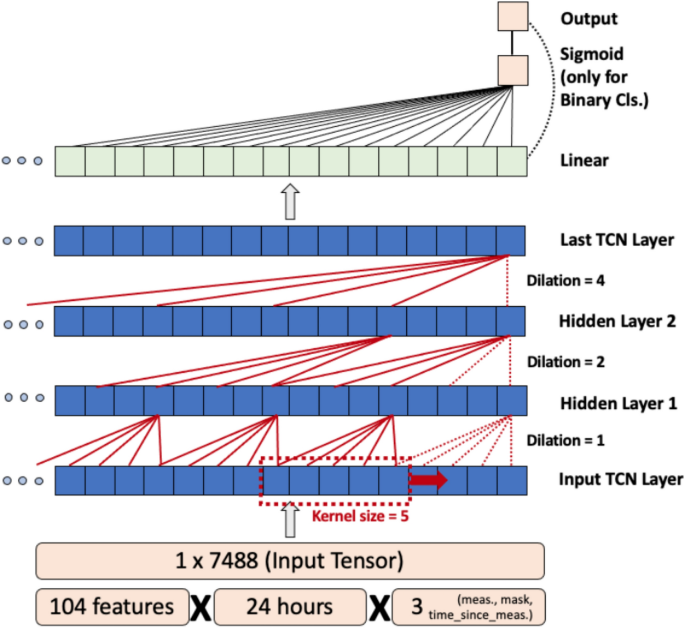 Output
Sigmoid
(only for
Binary Cls.)
Linear
Last TCN Layer
Dilation = 4
Hidden Layer 2
Dilation = 2
Hidden Layer 1
Dilation = 1
Input TCN Layer
Kernel size = 5
1 x 7488 (Input Tensor)
104 features X 24 hours X 3 (meas., mask,
time_since_meas.)